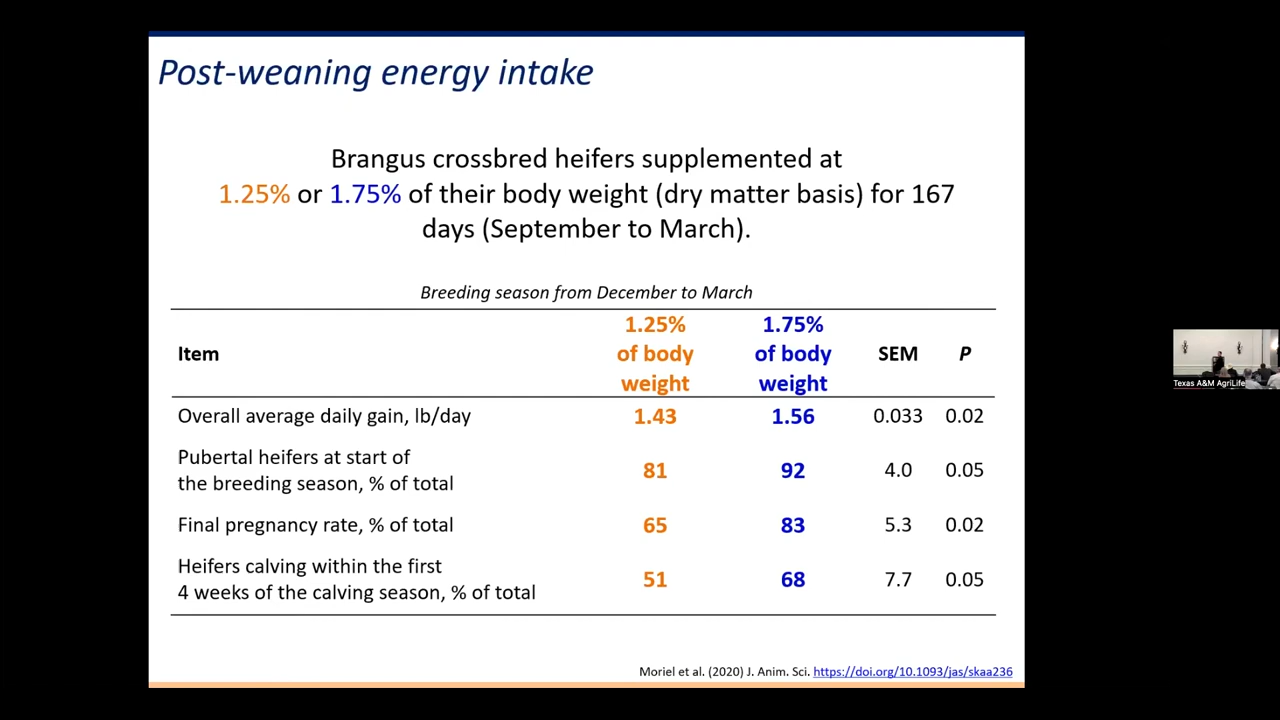 Post-weaning energy intake
Brangus crossbred heifers supplemented at
1.25% or 1.75% of their body weight (dry matter basis) for 167
days (September to March).
Breeding season from December to March
Item
1.25%
of body
weight
1.75%
of body
weight
SEM
P
Overall average daily gain, lb/day 1.43 1.56 0.033 0.02
Pubertal heifers at start of
the breeding season, % of total 81 92 4.0 0.05
Final pregnancy rate, % of total 65 83 5.3 0.02
Heifers calving within the first
4 weeks of the calving season, % of total 51 68 7.7 0.05
Moriel et al. (2020) J. Anim. Sci. https://doi.org/10.1093/jas/skaa236
Texas A&M AgriLife